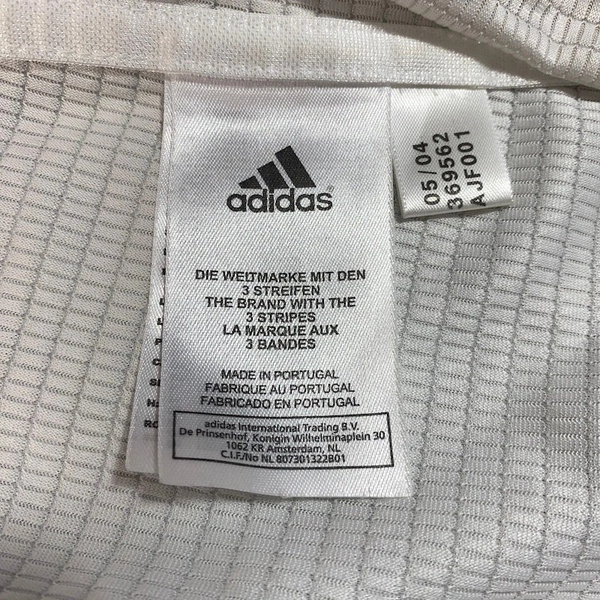 adidas
DIE WELTMARKE MIT DEN
3 STREIFEN
THE BRAND WITH THE
3 STRIPES
LA MARQUE AUX
3 BANDES
MADE IN PORTUGAL
FABRIQUE AU PORTUGAL
FABRICADO EN PORTUGAL
adidas International Trading B.V.
De Prinsenhof, Konigin Wilhelminaplein 30
1062 KR Amsterdam, NL
C.I.F./No NL 807301322B01
05/04
369562
AJF001